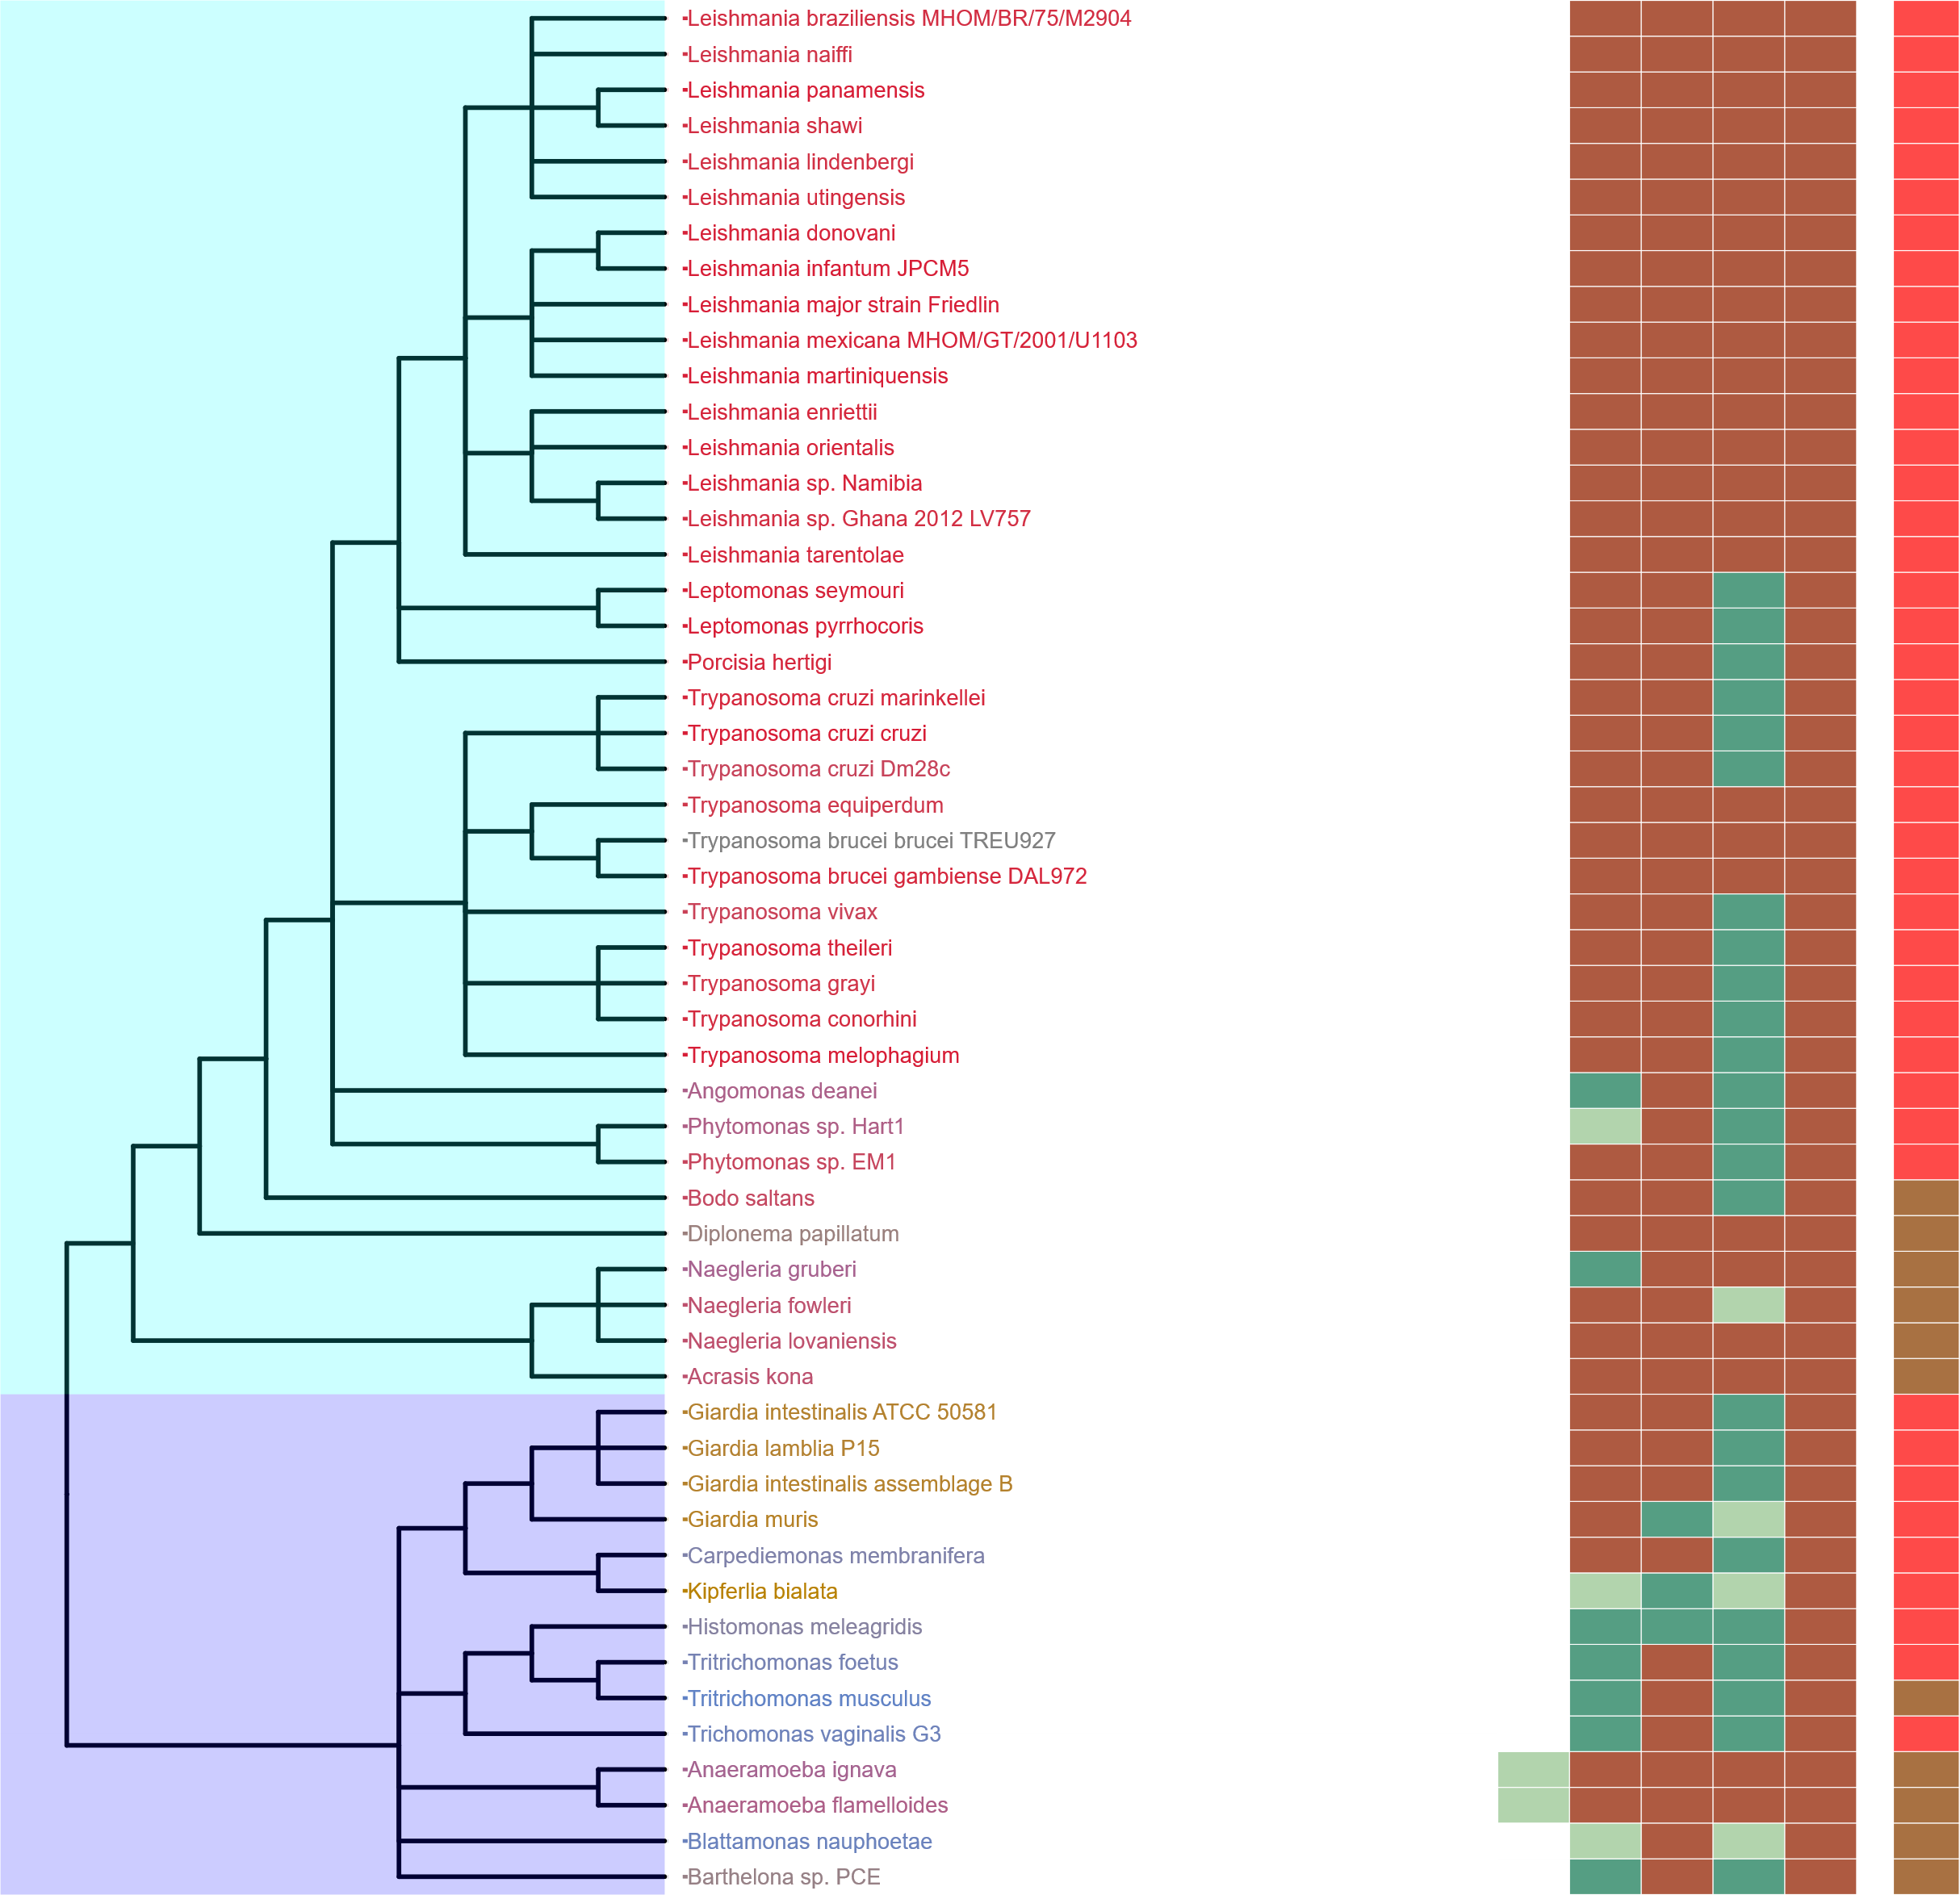 -Leishmania braziliensis MHOM/BR/75/M2904
-Leishmania naiffi
-Leishmania panamensis
-Leishmania shawi
-Leishmania lindenbergi
-Leishmania utingensis
-Leishmania donovani
-Leishmania infantum JPCM5
-Leishmania major strain Friedlin
-Leishmania mexicana MHOM/GT/2001/U1103
-Leishmania martiniquensis
-Leishmania enriettii
-Leishmania orientalis
-Leishmania sp. Namibia
-Leishmania sp. Ghana 2012 LV757
-Leishmania tarentolae
-Leptomonas seymouri
-Leptomonas pyrrhocoris
-Porcisia hertigi
-Trypanosoma cruzi marinkellei
-Trypanosoma cruzi cruzi
-Trypanosoma cruzi Dm28c
-Trypanosoma equiperdum
-Trypanosoma brucei brucei TREU927
-Trypanosoma brucei gambiense DAL972
-Trypanosoma vivax
-Trypanosoma theileri
-Trypanosoma grayi
-Trypanosoma conorhini
-Trypanosoma melophagium
-Angomonas deanei
-Phytomonas sp. Hart1
-Phytomonas sp. EM1
-Bodo saltans
-Diplonema papillatum
-Naegleria gruberi
-Naegleria fowleri
-Naegleria lovaniensis
-Acrasis kona
-Giardia intestinalis ATCC 50581
-Giardia lamblia P15
-Giardia intestinalis assemblage B
-Giardia muris
-Carpediemonas membranifera
-Kipferlia bialata
-Histomonas meleagridis
-Tritrichomonas foetus
-Tritrichomonas musculus
-Trichomonas vaginalis G3
-Anaeramoeba ignava
-Anaeramoeba flamelloides
-Blattamonas nauphoetae
-Barthelona sp. PCE